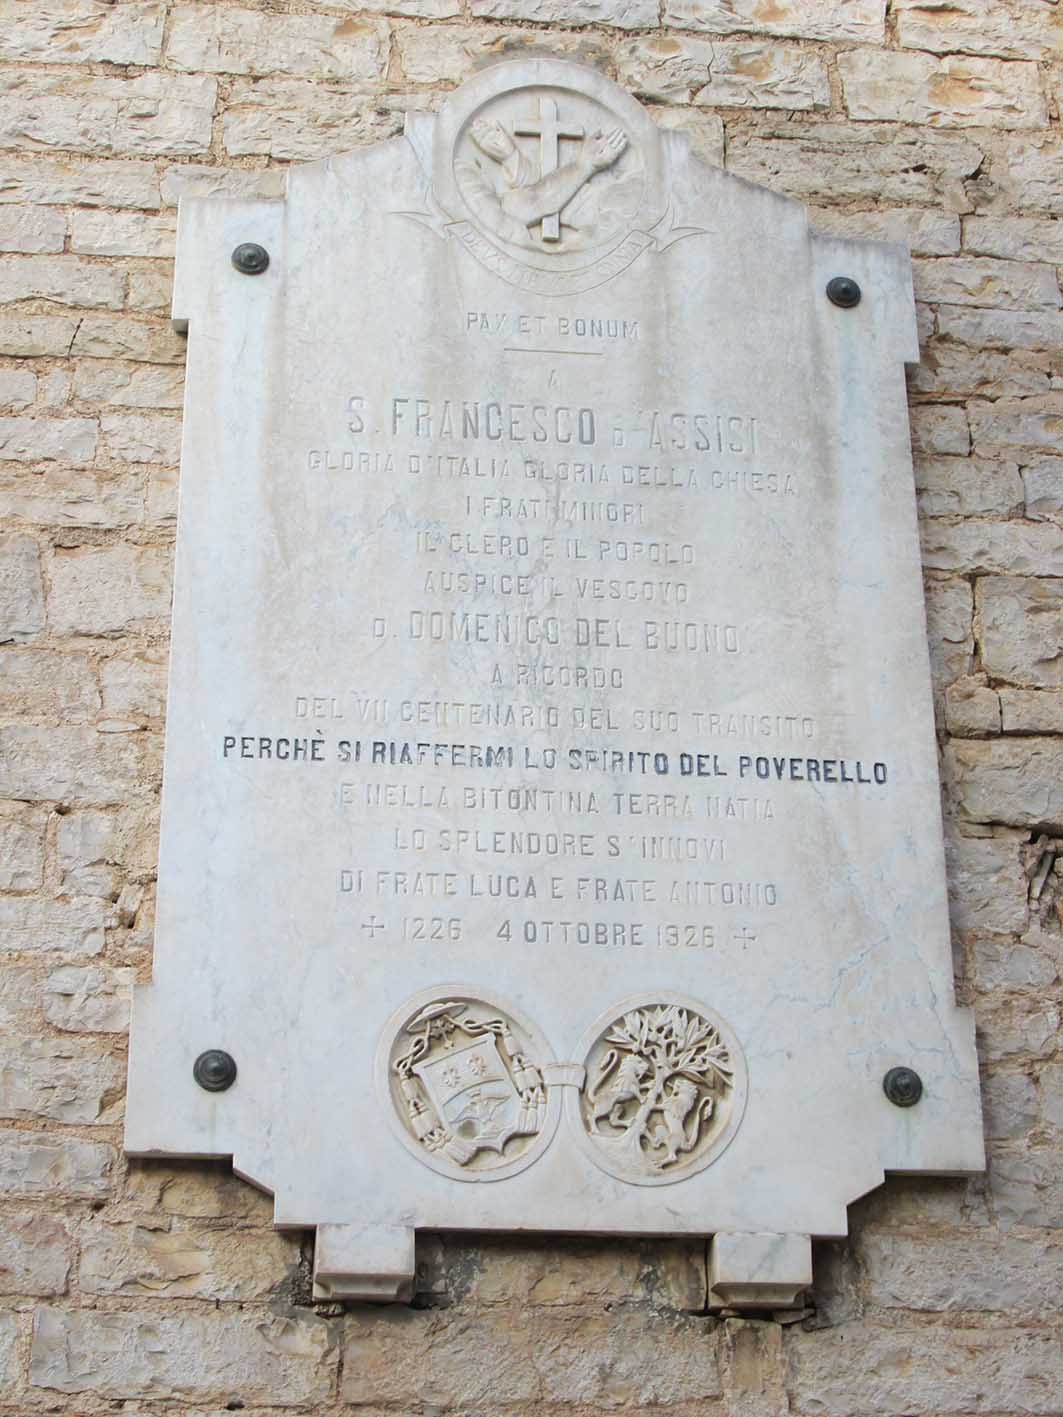 PAX ET BONUM
A
S. FRANCESCO D'ASSISI
GLORIA D'ITALIA GLORIA DELLA CHIESA
I FRATI MINORI
IL CLERO E IL POPOLO
AUSPICE IL VESCOVO
D. DOMENICO DEL BUONO
A RICORDO
DEL VII CENTENARIO DEL SUO TRANSITO
PERCHÈ SI RIAFFERMI LO SPIRITO DEL POVERELLO
E NELLA BITONTINA TERRA NATIA
LO SPLENDORE S'INNOVI
DI FRATE LUCA E FRATE ANTONIO
+ 1226 4 OTTOBRE 1926 +